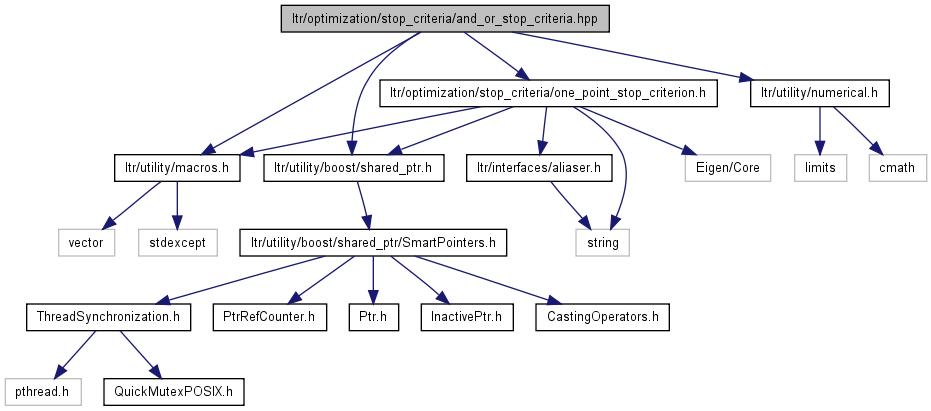 ltr/optimization/stop_criteria/and_or_stop_criteria.hpp
ltr/optimization/stop_criteria/one_point_stop_criterion.h
ltr/utility/numerical.h
ltr/utility/macros.h
ltr/utility/boost/shared_ptr.h
ltr/interfaces/aliaser.h
Eigen/Core
limits
cmath
vector
stdexcept
ltr/utility/boost/shared_ptr/SmartPointers.h
string
ThreadSynchronization.h
PtrRefCounter.h
Ptr.h
InactivePtr.h
CastingOperators.h
pthread.h
QuickMutexPOSIX.h